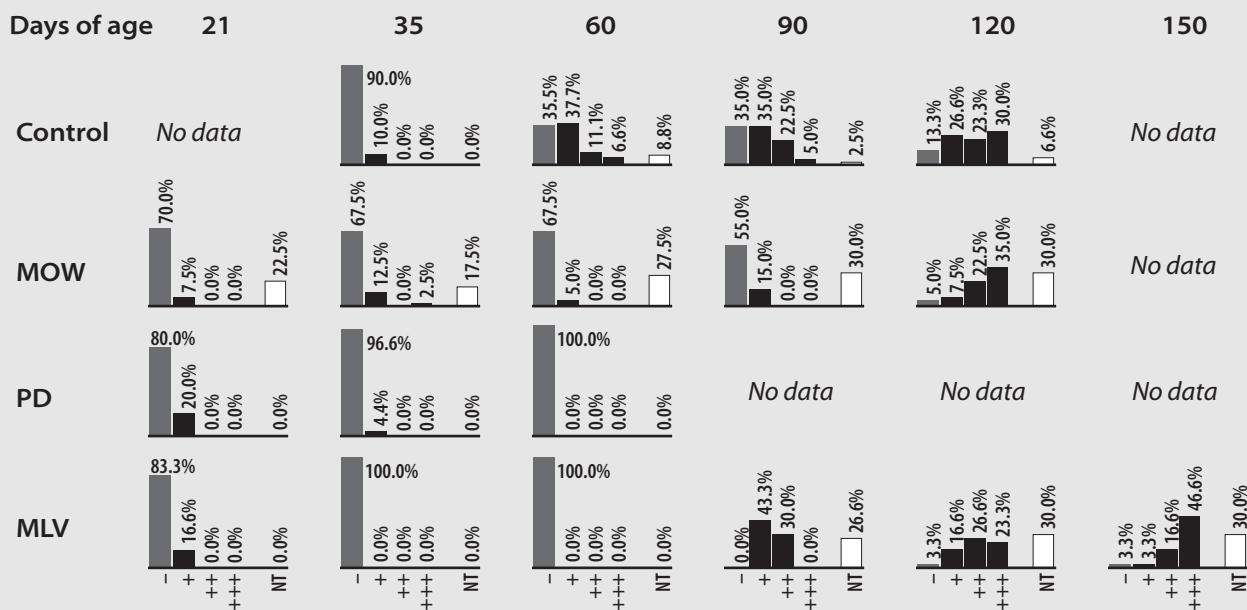 Days of age 21 35 60 90 120 150
Control No data 90.0% 10.0% 0.0% 0.0% 0.0% 35.5% 37.7% 11.1% 6.6% 8.8% 35.0% 35.0% 22.5% 5.0% 2.5% 13.3% 26.6% 23.3% 30.0% 6.6% No data
MOW 70.0% 7.5% 0.0% 0.0% 22.5% 67.5% 12.5% 0.0% 2.5% 17.5% 67.5% 5.0% 0.0% 0.0% 27.5% 55.0% 15.0% 0.0% 0.0% 30.0% 5.0% 7.5% 22.5% 35.0% 30.0% No data
PD 80.0% 20.0% 0.0% 0.0% 0.0% 96.6% 4.4% 0.0% 0.0% 0.0% 100.0% 0.0% 0.0% 0.0% 0.0% No data No data No data
MLV 83.3% 16.6% 0.0% 0.0% 0.0% 100.0% 0.0% 0.0% 0.0% 0.0% 100.0% 0.0% 0.0% 0.0% 0.0% 0.0% 43.3% 30.0% 0.0% 26.6% 3.3% 16.6% 26.6% 23.3% 30.0% 3.3% 3.3% 16.6% 46.6% 30.0%
– + ++ +++ NT – + ++ +++ NT – + ++ +++ NT – + ++ +++ NT – + ++ +++ NT – + ++ +++ NT